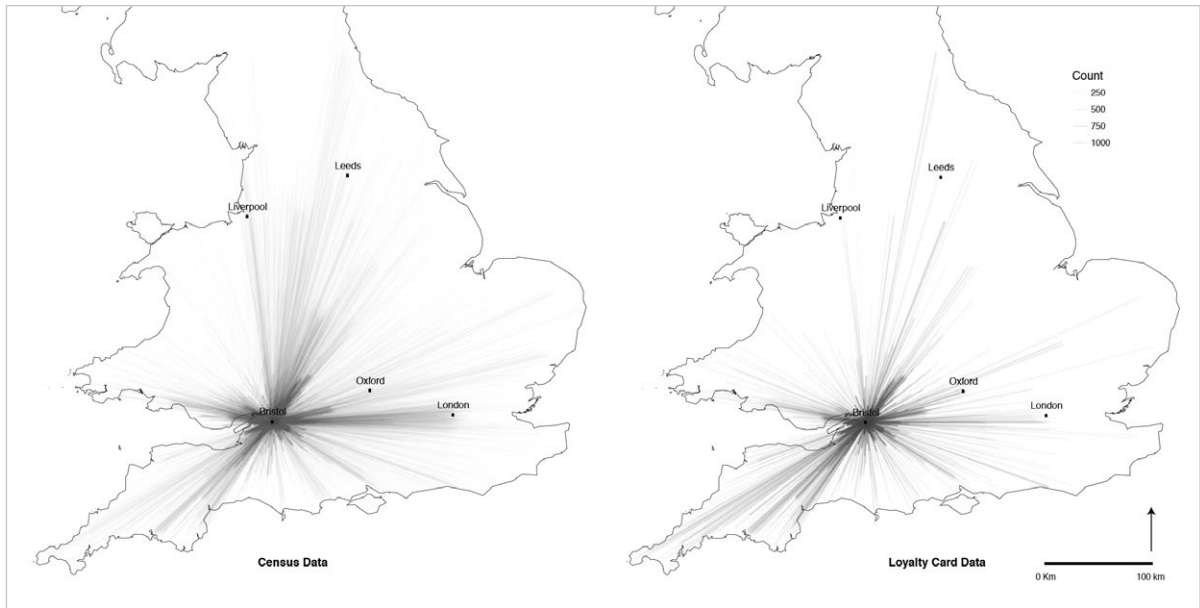 Leeds
Liverpool
Oxford
London
Bristol
Census Data
Count
250
500
750
1000
Leeds
Liverpool
Oxford
London
Bristol
Loyalty Card Data
0 Km
100 km